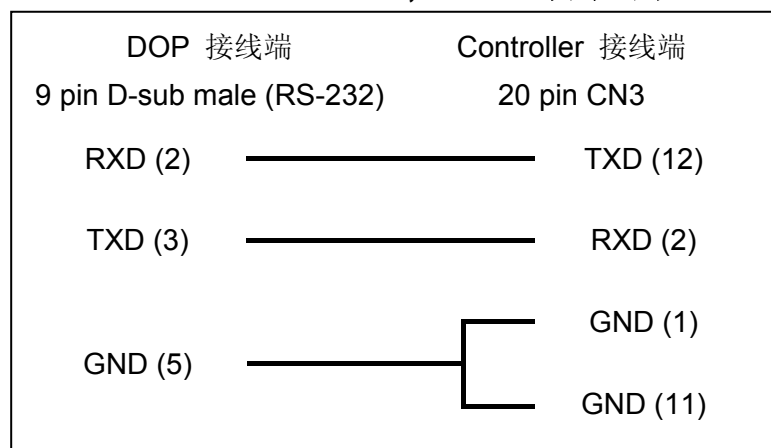 DOP 接线端 Controller 接线端
9 pin D-sub male (RS-232) 20 pin CN3
RXD (2) TXD (12)
TXD (3) RXD (2)
GND (1)
GND (5)
GND (11)